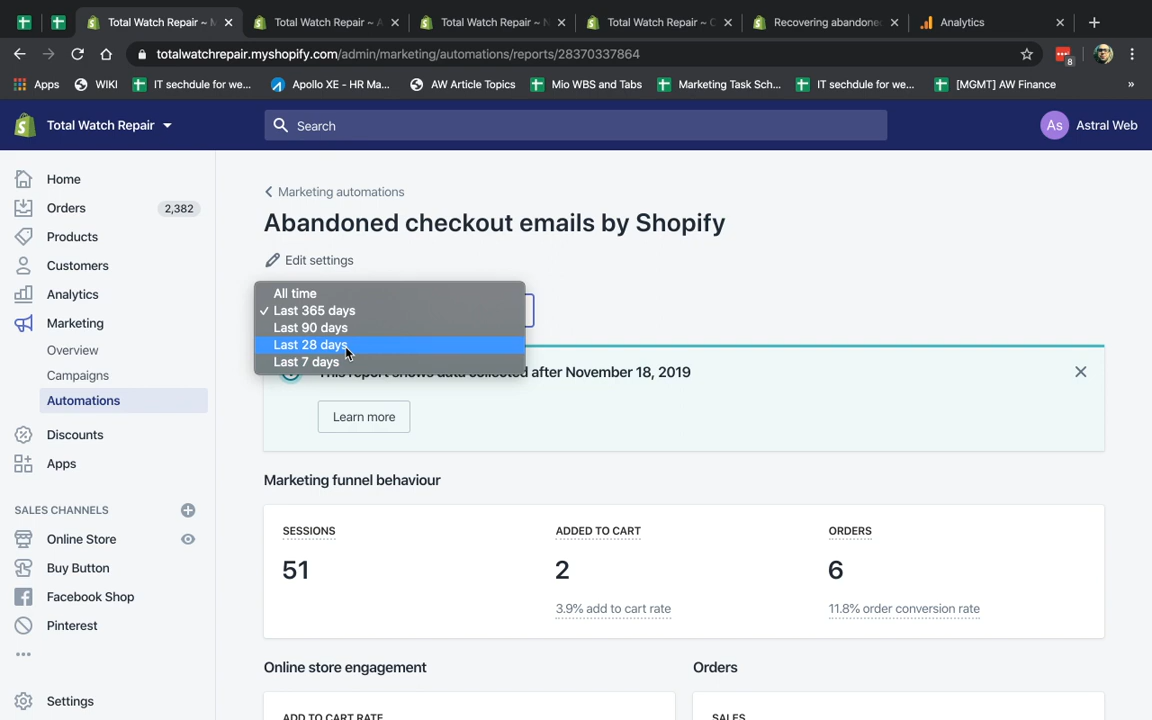 Total Watch Repair ~ M
Total Watch Repair ~ A
Total Watch Repair ~ N
Total Watch Repair ~ C
Recovering abandone
Analytics
totalwatchrepair.myshopify.com/admin/marketing/automations/reports/28370337864
8
Apps
WIKI
IT sechdule for we...
Apollo XE - HR Ma...
AW Article Topics
Mio WBS and Tabs
Marketing Task Sch...
IT sechdule for we...
[MGMT] AW Finance
»
Total Watch Repair
Search
As
Astral Web
Home
Orders
2,382
Products
Customers
Analytics
Marketing
Overview
Campaigns
Automations
Discounts
Apps
SALES CHANNELS
Online Store
Buy Button
Facebook Shop
Pinterest
Settings
Marketing automations
Abandoned checkout emails by Shopify
Edit settings
All time
✓ Last 365 days
Last 90 days
Last 28 days
Last 7 days
This report shows data collected after November 18, 2019
Learn more
Marketing funnel behaviour
SESSIONS
51
ADDED TO CART
2
3.9% add to cart rate
ORDERS
6
11.8% order conversion rate
Online store engagement
Orders
ADD TO CART RATE
SALES